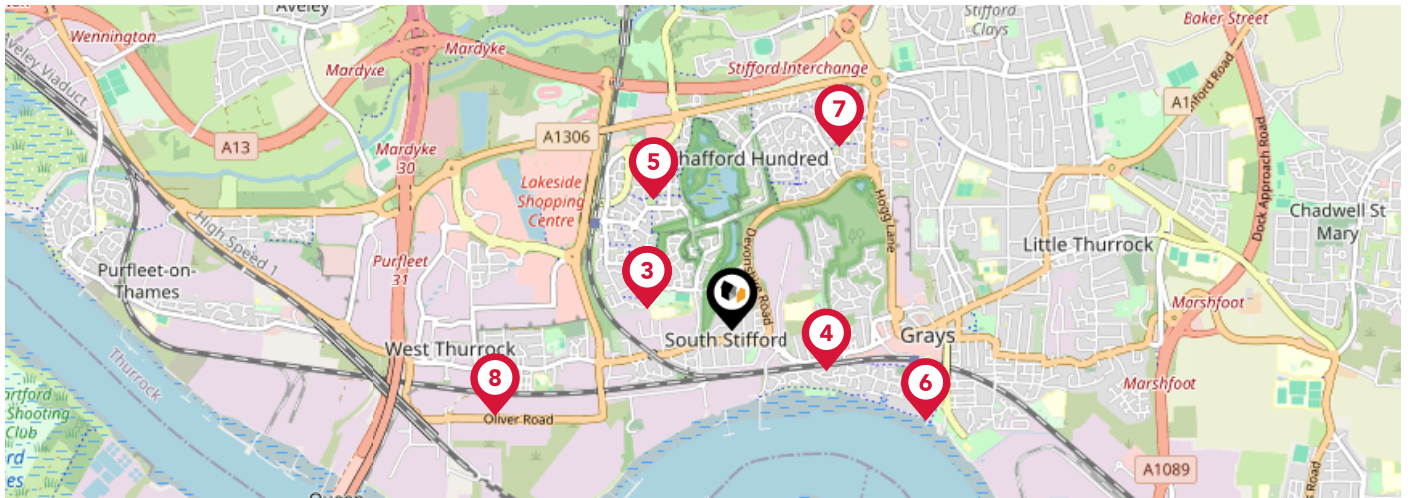 Aveley
Wennington
Mardyke
Mardyke
Stifford
Clays
Baker Street
Aveley Viaduct
Stifford Interchange
A13
A1306
7
A1
Mardyke
30
5
hafford Hundred
Lakeside
Shopping
Centre
Hogg Lane
Dock Approach Road
Chadwell St
Mary
High Speed 1
Purfleet
31
Devonshire Road
Little Thurrock
Purfleet-on-
Thames
3
Marshfoot
South Stifford
4
Grays
West Thurrock
Thurrock
8
6
Marshfoot
Oliver Road
Shooting
Club
A1089
Road